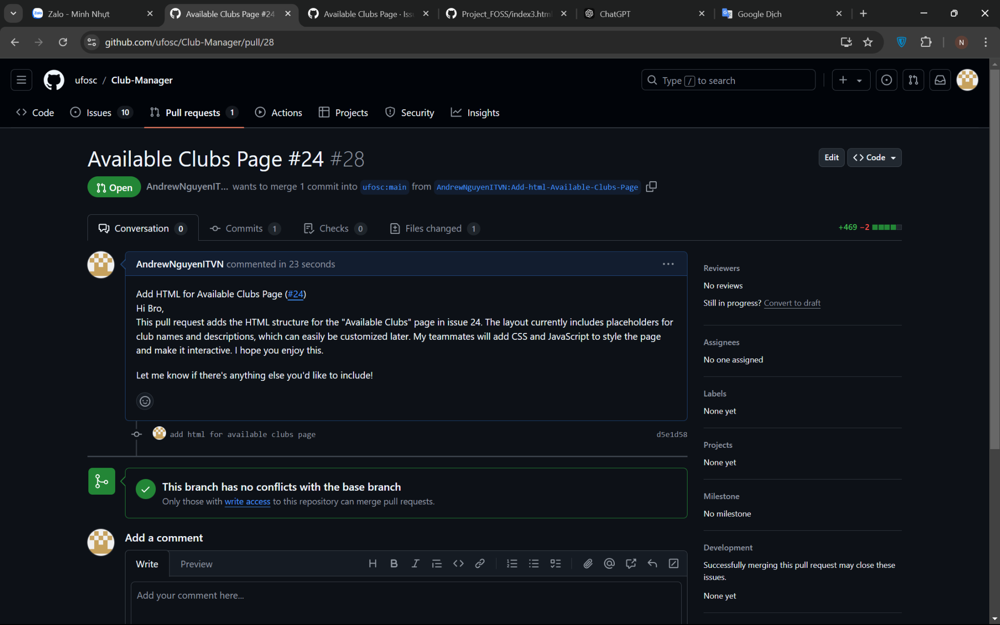 Zalo - Minh Nhựt
Available Clubs Page #24
Available Clubs Page · Iss
Project_FOSS/index3.html
ChatGPT
Google Dịch
github.com/ufosc/Club-Manager/pull/28
N
ufosc / Club-Manager
Type / to search
Code
Issues 10
Pull requests 1
Actions
Projects
Security
Insights
Available Clubs Page #24 #28
Edit
<> Code
Open
AndrewNguyenIT... wants to merge 1 commit into ufosc:main from AndrewNguyenITVN:Add-html-Available-Clubs-Page
Conversation 0
Commits 1
Checks 0
Files changed 1
+469 −2
AndrewNguyenITVN commented in 23 seconds
Add HTML for Available Clubs Page (#24)
Hi Bro,
This pull request adds the HTML structure for the "Available Clubs" page in issue 24. The layout currently includes placeholders for
club names and descriptions, which can easily be customized later. My teammates will add CSS and JavaScript to style the page
and make it interactive. I hope you enjoy this.
Let me know if there's anything else you'd like to include!
add html for available clubs page
d5e1d58
This branch has no conflicts with the base branch
Only those with write access to this repository can merge pull requests.
Add a comment
Write
Preview
Add your comment here...
Reviewers
No reviews
Still in progress? Convert to draft
Assignees
No one assigned
Labels
None yet
Projects
None yet
Milestone
No milestone
Development
Successfully merging this pull request may close these
issues.
None yet